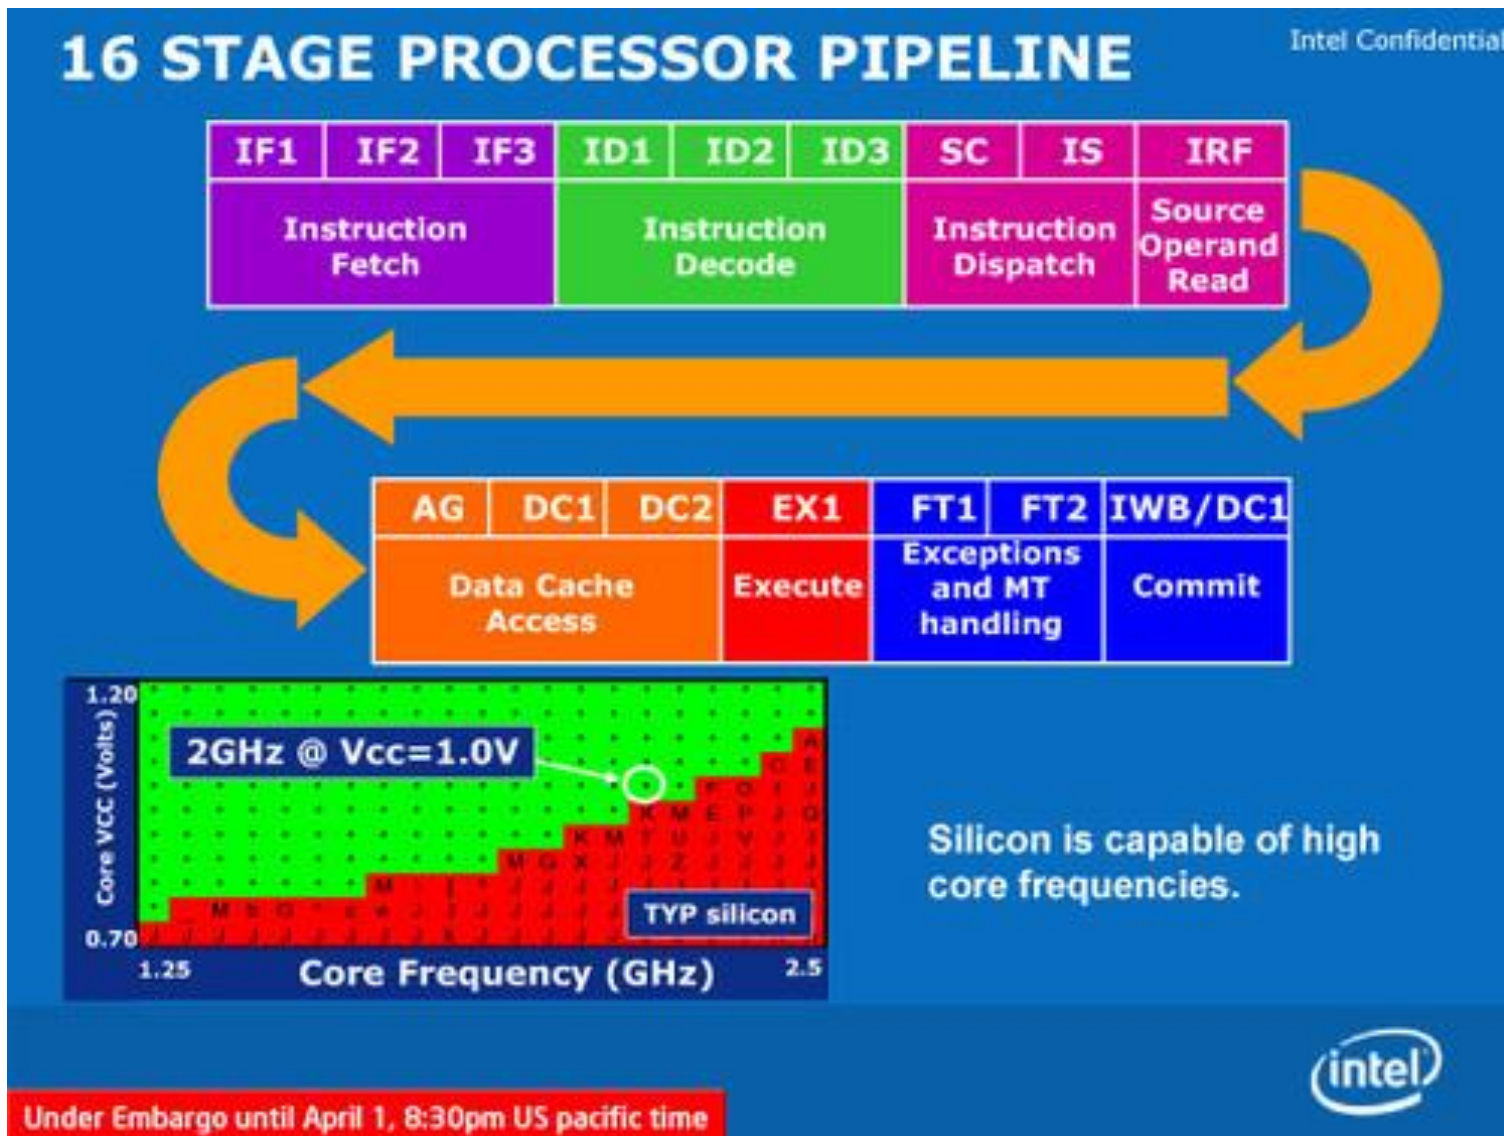 16 STAGE PROCESSOR PIPELINE
Intel Confidential
IF1 IF2 IF3 ID1 ID2 ID3 SC IS IRF
Instruction
Fetch
Instruction
Decode
Instruction
Dispatch
Source
Operand
Read
AG DC1 DC2 EX1 FT1 FT2 IWB/DC1
Data Cache
Access
Execute
Exceptions
and MT
handling
Commit
1.20
Core VCC (Volts)
0.70
2GHz @ Vcc=1.0V
TYP silicon
1.25
Core Frequency (GHz)
2.5
Silicon is capable of high
core frequencies.
intel
Under Embargo until April 1, 8:30pm US pacific time